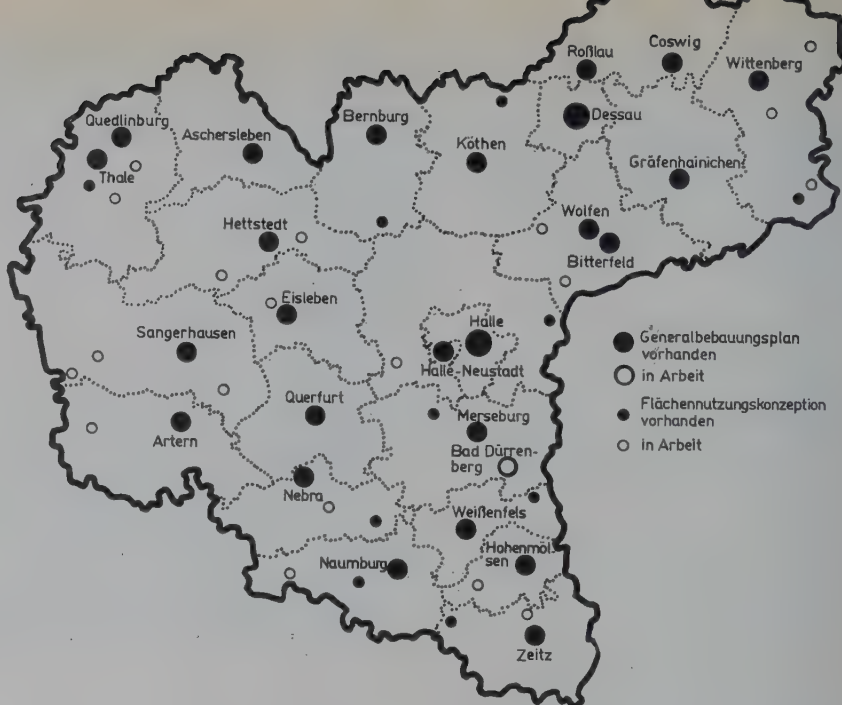 Roßlau
Coswig
Wittenberg
Quedlinburg
Aschersleben
Bernburg
Köthen
Dessau
Thale
Gräfenhainichen
Hettstedt
Wolfen
Bitterfeld
Eisleben
Sangerhausen
Halle
Halle-Neustadt
Generalbebauungsplan
vorhanden
in Arbeit
Flächennutzungskonzeption
vorhanden
in Arbeit
Querfurt
Merseburg
Artern
Bad Dürren-
berg
Nebra
Weißenfels
Hohenmöl-
sen
Naumburg
Zeitz